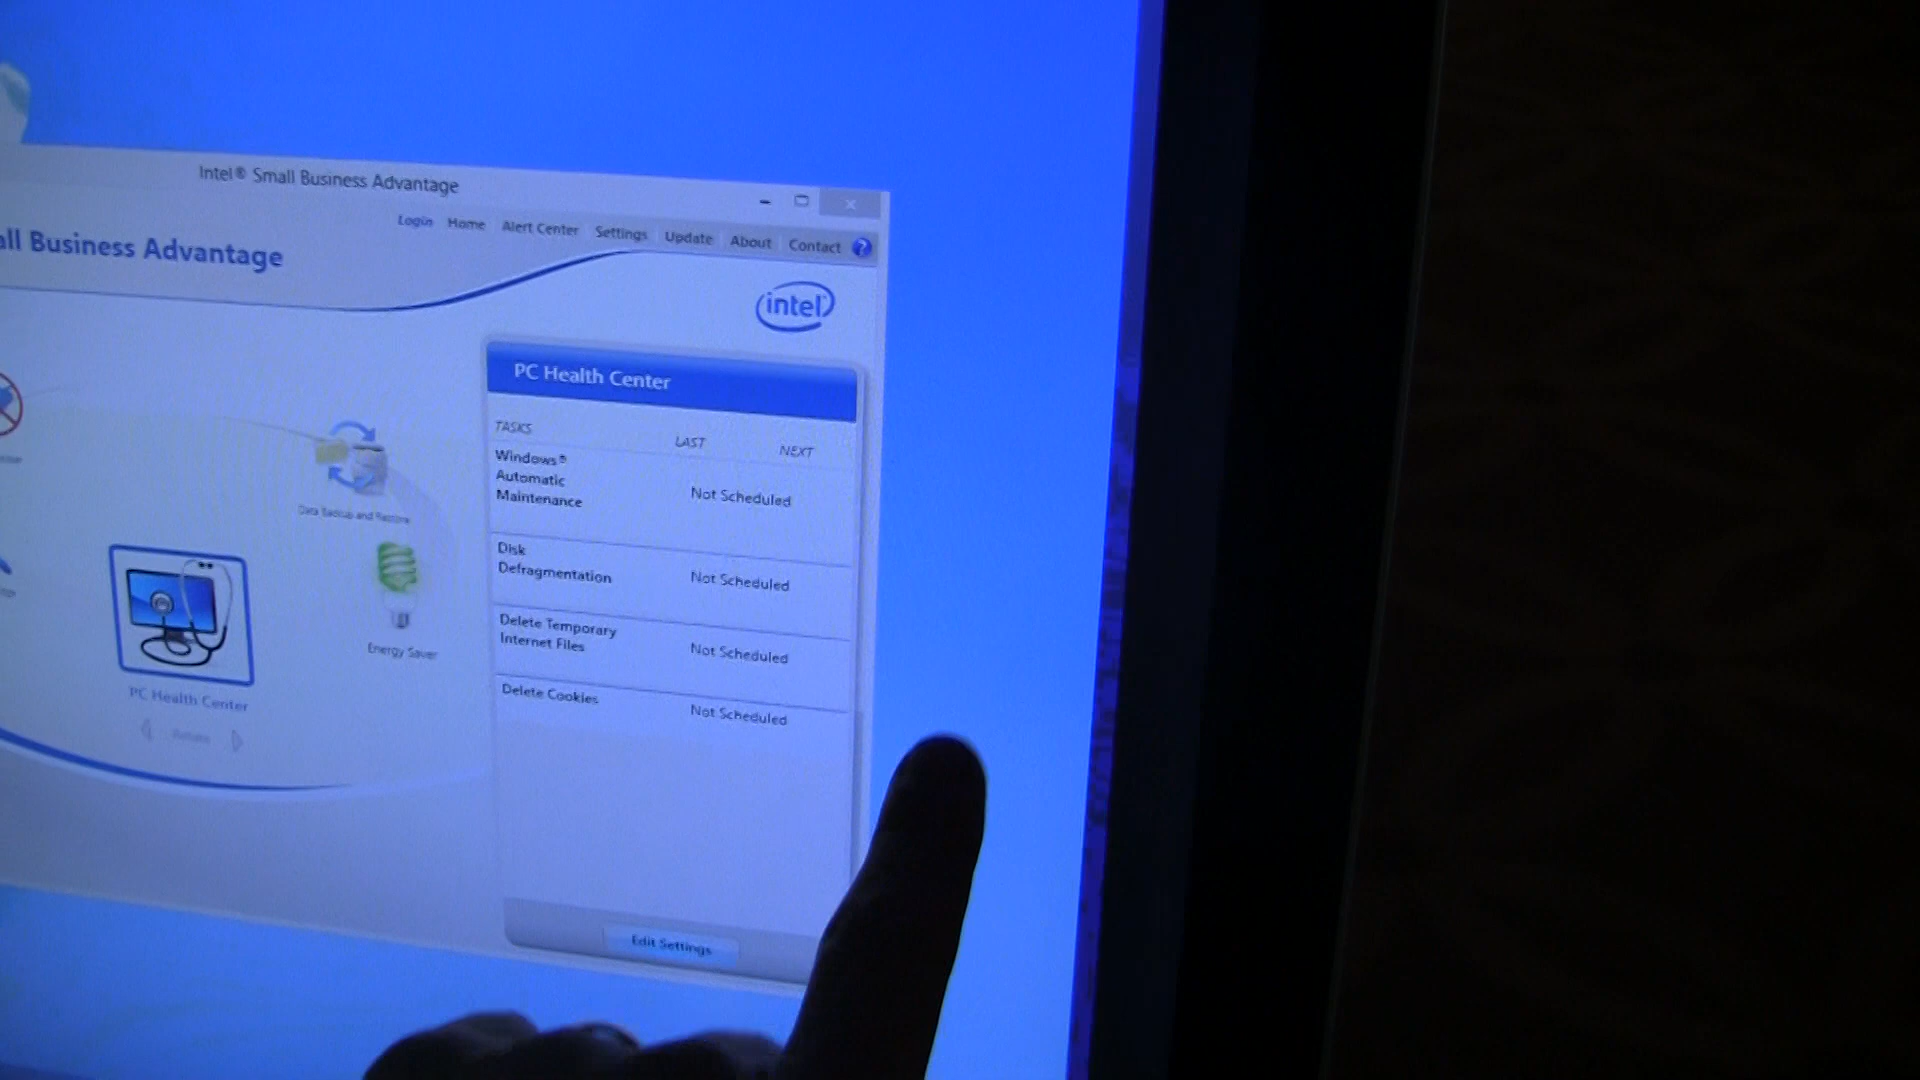 Intel® Small Business Advantage
Login Home Alert Center Settings Update About Contact ?
all Business Advantage
intel
PC Health Center
TASKS LAST NEXT
Windows®
Automatic
Maintenance
Not Scheduled
Disk
Defragmentation
Not Scheduled
Delete Temporary
Internet Files
Not Scheduled
Delete Cookies
Not Scheduled
Edit Settings
Data Backup and Restore
Energy Saver
PC Health Center
Rotate